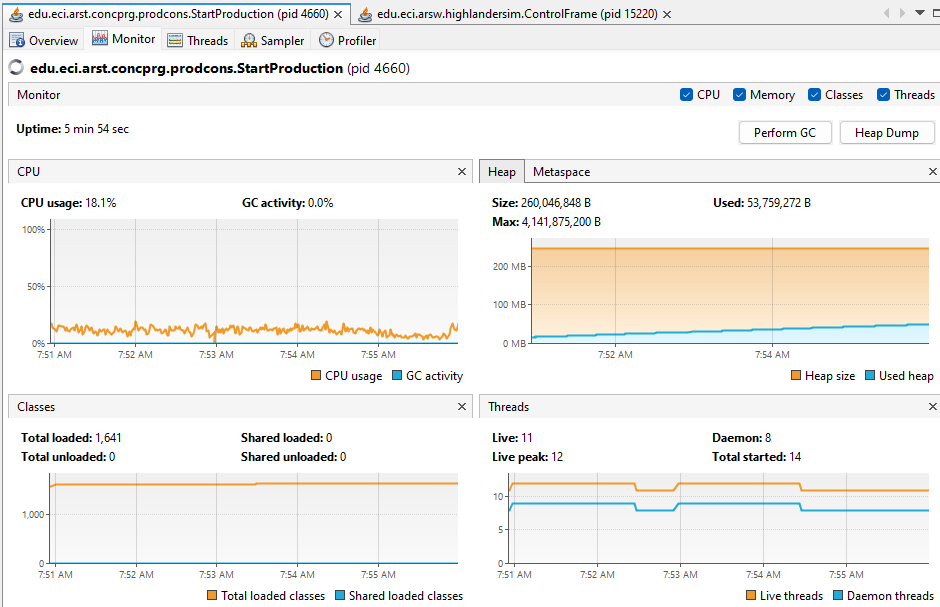 edu.eci.arst.concprg.prodcons.StartProduction (pid 4660) edu.eci.arsw.highlandersim.ControlFrame (pid 15220)
Overview Monitor Threads Sampler Profiler
edu.eci.arst.concprg.prodcons.StartProduction (pid 4660)
Monitor CPU Memory Classes Threads
Uptime: 5 min 54 sec
Perform GC Heap Dump
CPU
CPU usage: 18.1% GC activity: 0.0%
100%
50%
0%
7:51 AM 7:52 AM 7:53 AM 7:54 AM 7:55 AM
CPU usage GC activity
Heap Metaspace
Size: 260,046,848 B Used: 53,759,272 B
Max: 4,141,875,200 B
200 MB
100 MB
0 MB
7:52 AM 7:54 AM
Heap size Used heap
Classes
Total loaded: 1,641 Shared loaded: 0
Total unloaded: 0 Shared unloaded: 0
1,000
0
7:51 AM 7:52 AM 7:53 AM 7:54 AM 7:55 AM
Total loaded classes Shared loaded classes
Threads
Live: 11 Daemon: 8
Live peak: 12 Total started: 14
10
5
0
7:51 AM 7:52 AM 7:53 AM 7:54 AM 7:55 AM
Live threads Daemon threads